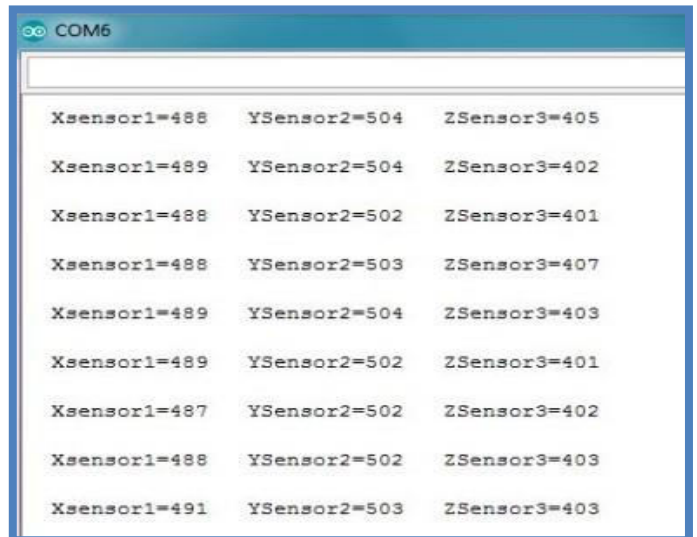 COM6
Xsensor1=488 YSensor2=504 ZSensor3=405
Xsensor1=489 YSensor2=504 ZSensor3=402
Xsensor1=488 YSensor2=502 ZSensor3=401
Xsensor1=488 YSensor2=503 ZSensor3=407
Xsensor1=489 YSensor2=504 ZSensor3=403
Xsensor1=489 YSensor2=502 ZSensor3=401
Xsensor1=487 YSensor2=502 ZSensor3=402
Xsensor1=488 YSensor2=502 ZSensor3=403
Xsensor1=491 YSensor2=503 ZSensor3=403